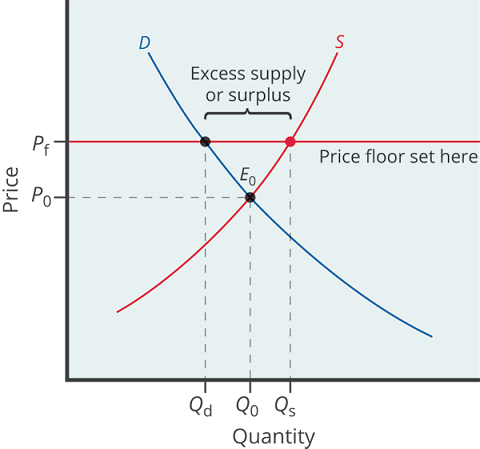 D
S
Excess supply
or surplus
Pf
Price floor set here
E0
P0
Price
Qd
Q0
Qs
Quantity